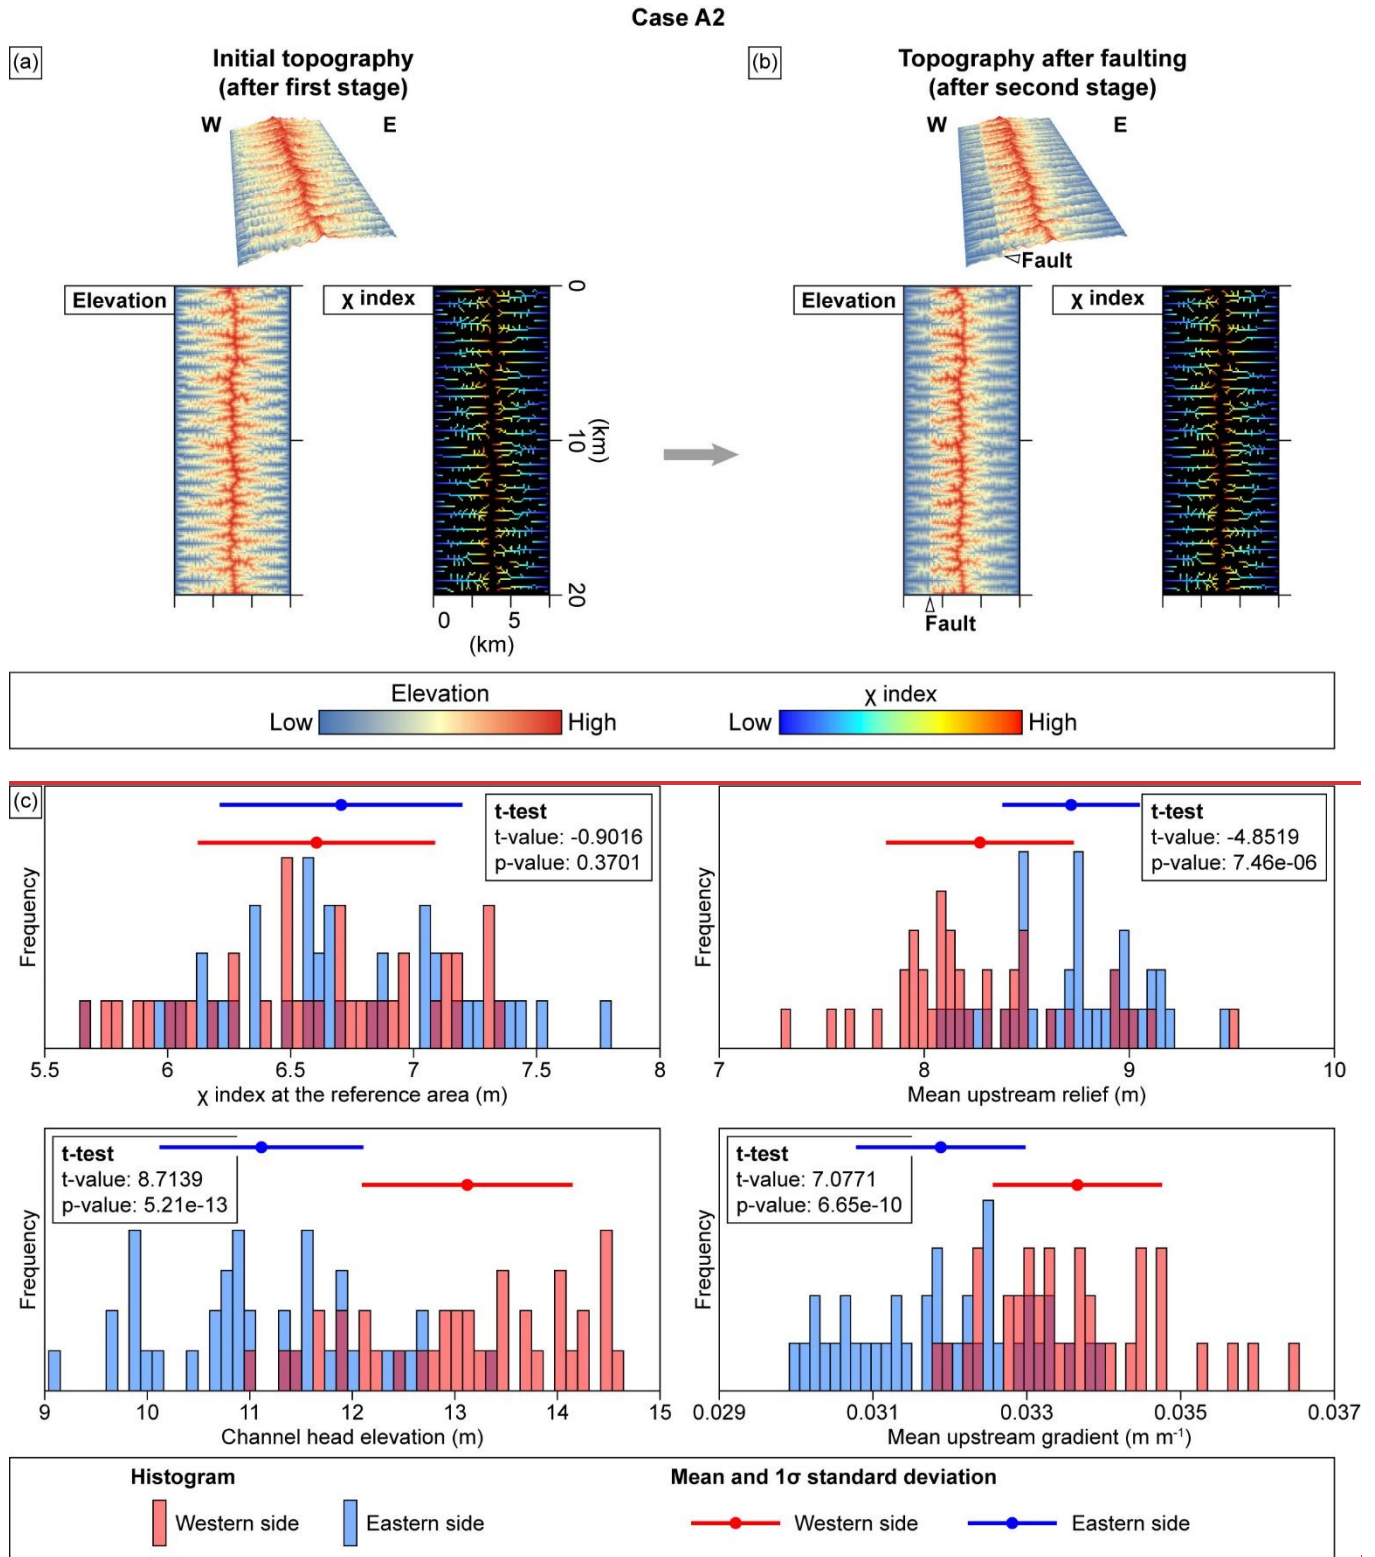 Case A2
(a)
Initial topography
(after first stage)
W
E
Elevation
χ index
0
10
(km)
20
0
5
(km)
(b)
Topography after faulting
(after second stage)
W
E
Fault
Elevation
χ index
Fault
Elevation
Low
High
χ index
Low
High
(c)
t-test
t-value: -0.9016
p-value: 0.3701
Frequency
5.5
6
6.5
7
7.5
8
χ index at the reference area (m)
t-test
t-value: -4.8519
p-value: 7.46e-06
Frequency
7
8
9
10
Mean upstream relief (m)
t-test
t-value: 8.7139
p-value: 5.21e-13
Frequency
9
10
11
12
13
14
15
Channel head elevation (m)
t-test
t-value: 7.0771
p-value: 6.65e-10
Frequency
0.029
0.031
0.033
0.035
0.037
Mean upstream gradient (m m⁻¹)
Histogram
Western side
Eastern side
Mean and 1σ standard deviation
Western side
Eastern side